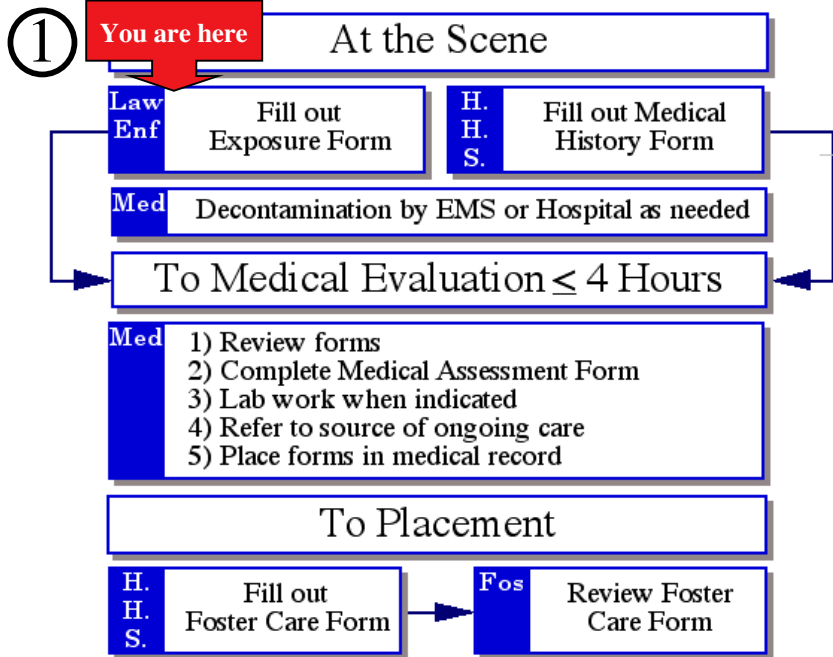 1
You are here
At the Scene
Law
Enf
Fill out
Exposure Form
H.
H.
S.
Fill out Medical
History Form
Med
Decontamination by EMS or Hospital as needed
To Medical Evaluation ≤ 4 Hours
Med
1) Review forms
2) Complete Medical Assessment Form
3) Lab work when indicated
4) Refer to source of ongoing care
5) Place forms in medical record
To Placement
H.
H.
S.
Fill out
Foster Care Form
Fos
Review Foster
Care Form